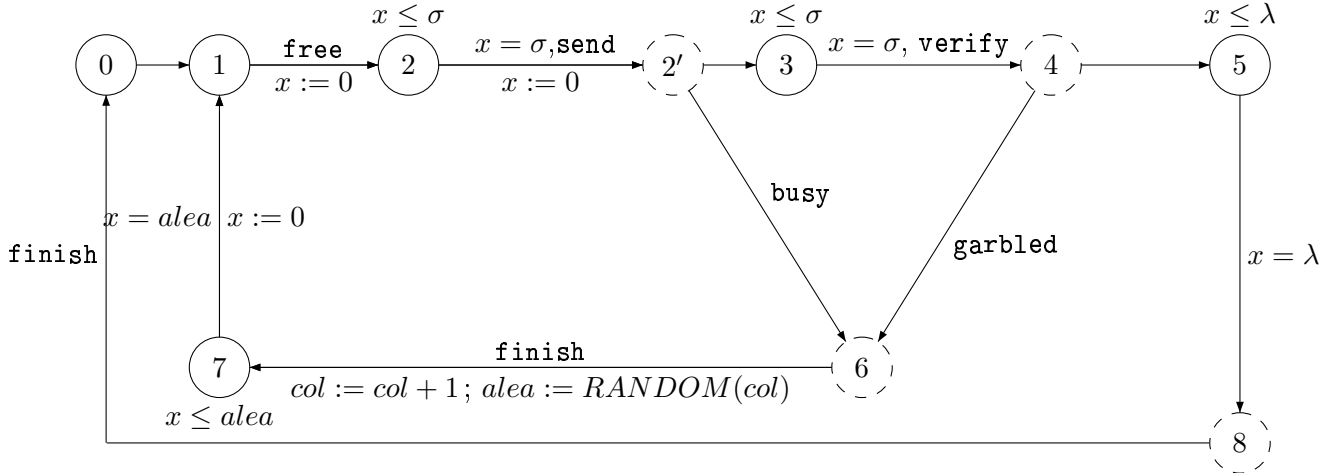 x ≤ σ
x ≤ σ
x ≤ λ
0
1
free
x := 0
2
x = σ,send
x := 0
2′
3
x = σ, verify
4
5
busy
x = alea
x := 0
finish
garbled
x = λ
7
finish
col := col + 1; alea := RANDOM(col)
6
x ≤ alea
8